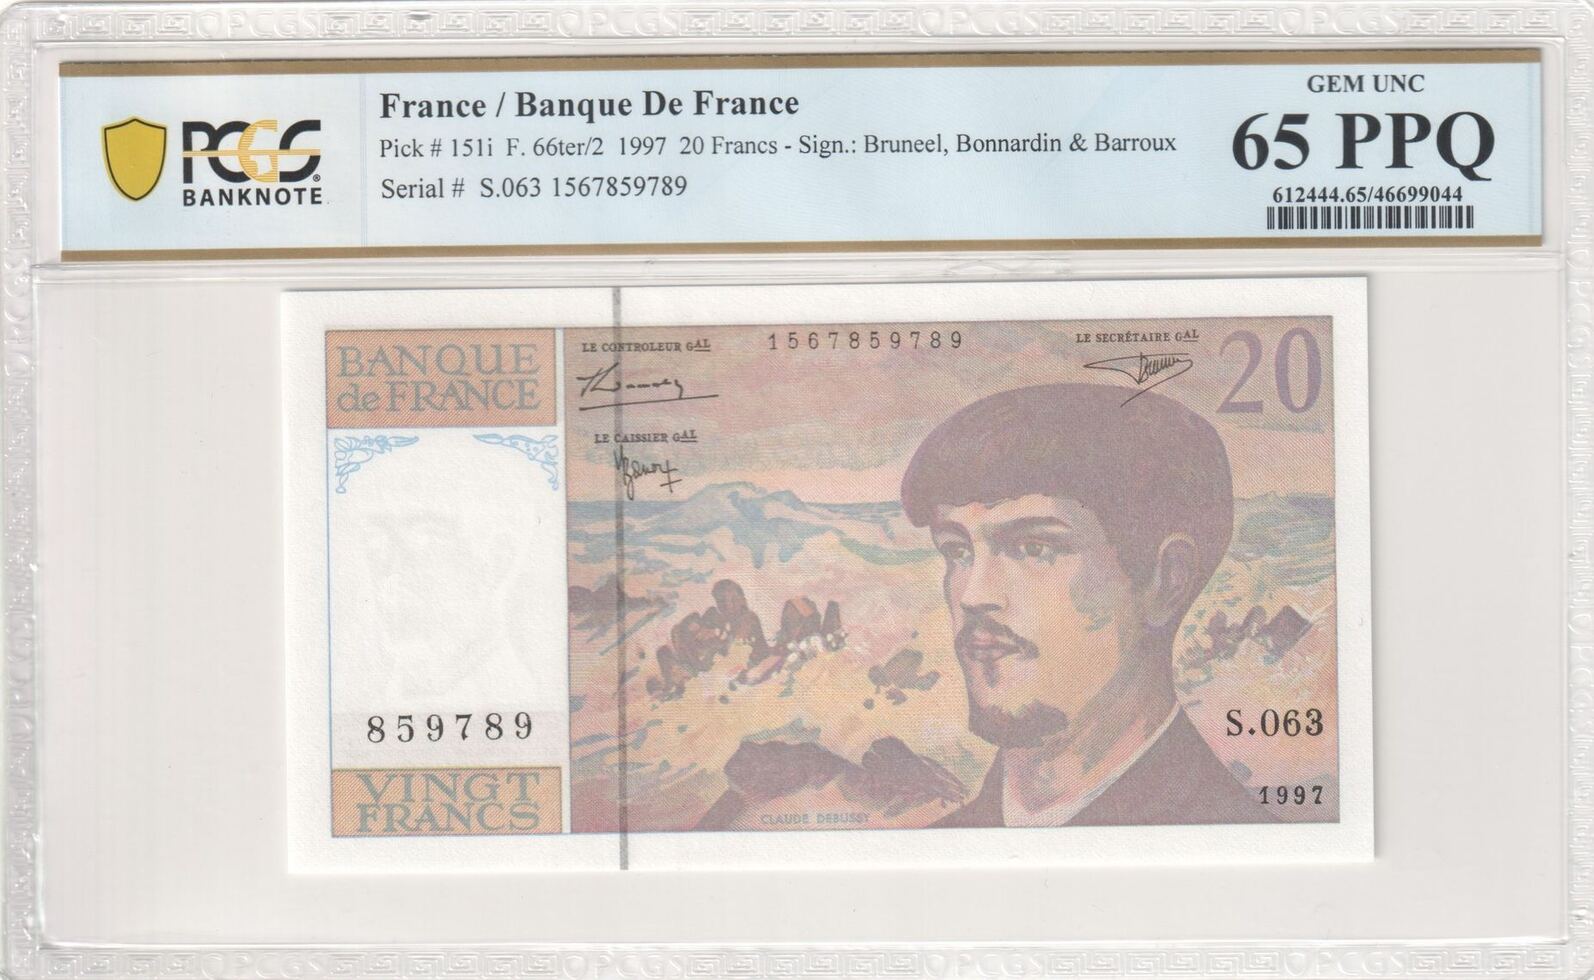 PCGS
BANKNOTE
France / Banque De France
Pick # 151i F. 66ter/2 1997 20 Francs - Sign.: Bruneel, Bonnardin & Barroux
Serial # S.063 1567859789
GEM UNC
65 PPQ
612444.65/46699044
BANQUE
de FRANCE
LE CONTROLEUR GAL
1567859789
LE SECRÉTAIRE GAL
20
LE CAISSIER GAL
859789
S.063
1997
VINGT
FRANCS
CLAUDE DEBUSSY